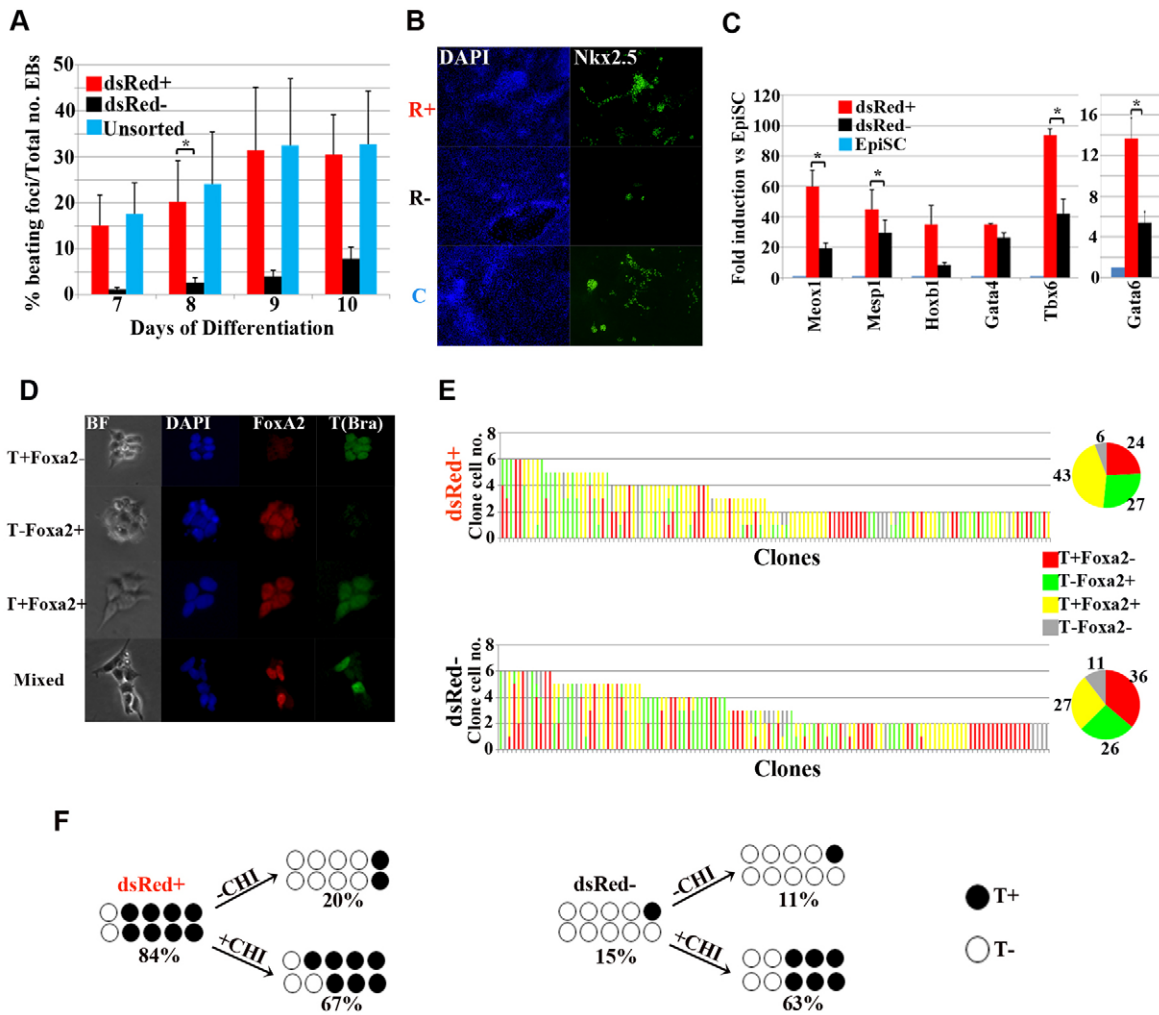 A
% beating foci/Total no. EBs
50
40
30
20
10
0
dsRed+
dsRed-
Unsorted
*
7 8 9 10
Days of Differentiation
B
DAPI Nkx2.5
R+
R-
C
C
Fold induction vs EpiSC
120
100
80
60
40
20
0
dsRed+
dsRed-
EpiSC
* * *
Meox1 Mesp1 Hoxb1 Gata4 Tbx6
16
12
8
4
0
*
Gata6
D
BF DAPI FoxA2 T(Bra)
T+Foxa2-
T-Foxa2+
T+Foxa2+
Mixed
E
dsRed+
Clone cell no.
8
6
4
2
0
Clones
6 24
43
27
T+Foxa2-
T-Foxa2+
T+Foxa2+
T-Foxa2-
dsRed-
Clone cell no.
8
6
4
2
0
Clones
11 36
27
26
F
dsRed+
84%
-CHI
20%
+CHI
67%
dsRed-
15%
-CHI
11%
+CHI
63%
T+
T-